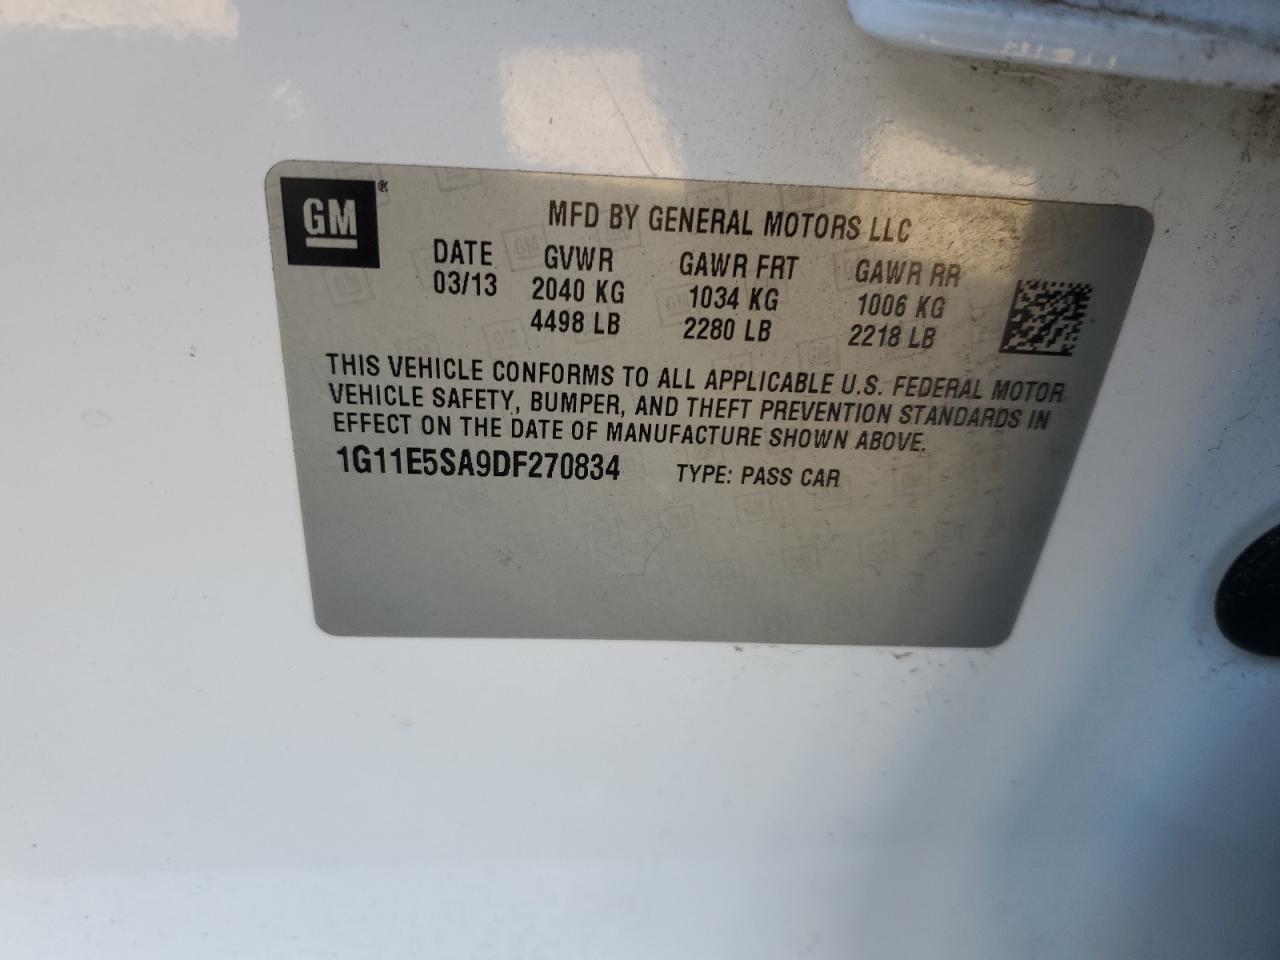 GM®
MFD BY GENERAL MOTORS LLC
DATE GVWR GAWR FRT GAWR RR
03/13 2040 KG 1034 KG 1006 KG
4498 LB 2280 LB 2218 LB
THIS VEHICLE CONFORMS TO ALL APPLICABLE U.S. FEDERAL MOTOR
VEHICLE SAFETY, BUMPER, AND THEFT PREVENTION STANDARDS IN
EFFECT ON THE DATE OF MANUFACTURE SHOWN ABOVE.
1G11E5SA9DF270834 TYPE: PASS CAR